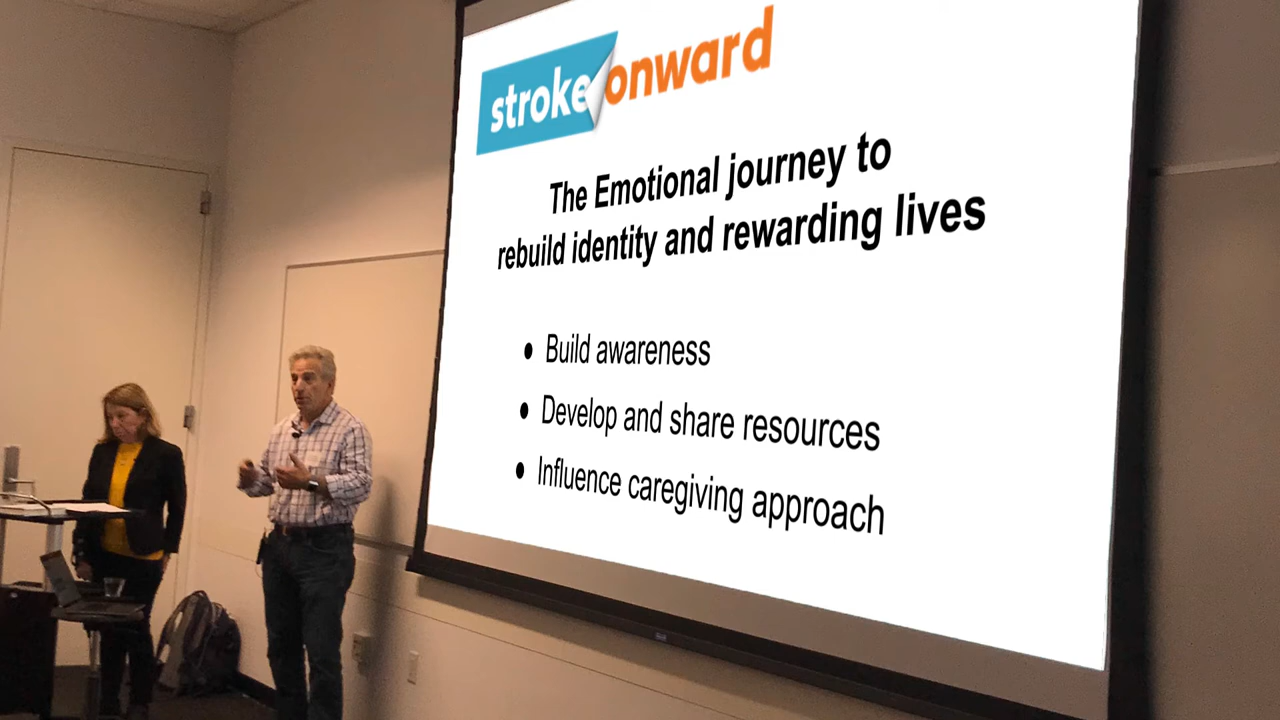 stroke onward
The Emotional journey to
rebuild identity and rewarding lives
• Build awareness
• Develop and share resources
• Influence caregiving approach